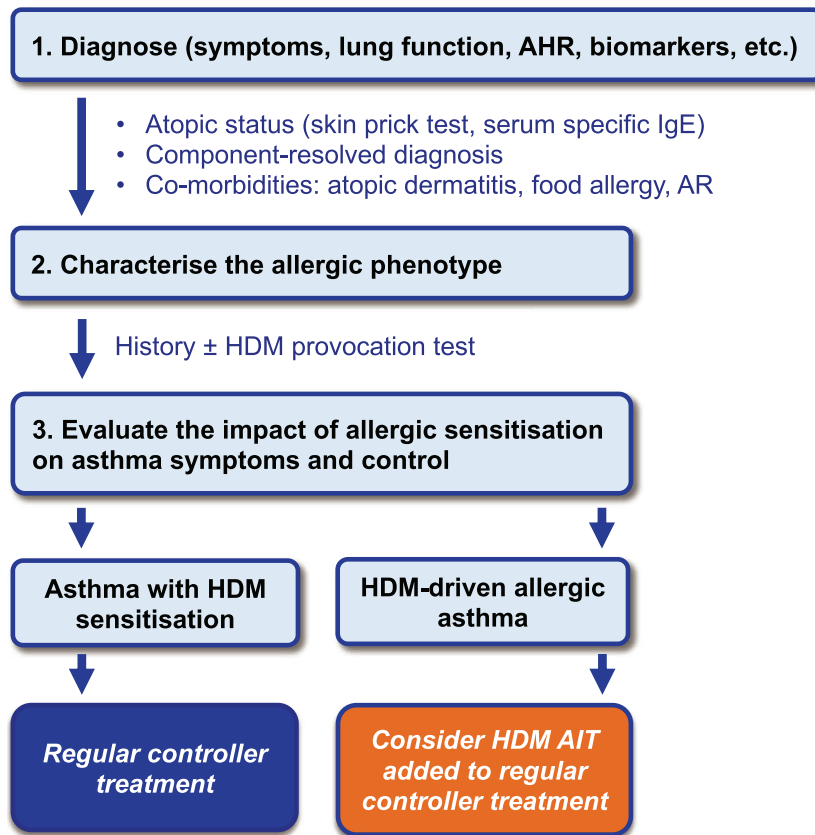 1. Diagnose (symptoms, lung function, AHR, biomarkers, etc.)
• Atopic status (skin prick test, serum specific IgE)
• Component-resolved diagnosis
• Co-morbidities: atopic dermatitis, food allergy, AR
2. Characterise the allergic phenotype
History ± HDM provocation test
3. Evaluate the impact of allergic sensitisation
on asthma symptoms and control
Asthma with HDM
sensitisation
HDM-driven allergic
asthma
Regular controller
treatment
Consider HDM AIT
added to regular
controller treatment